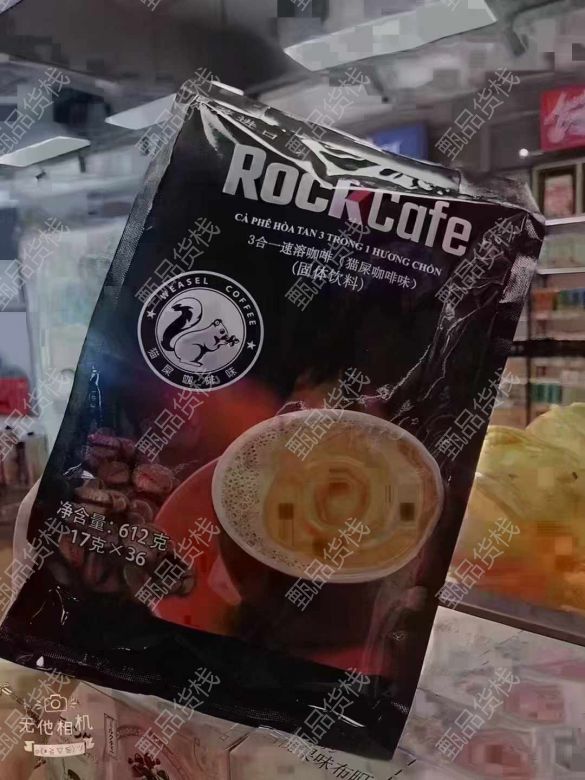 进口
ROCKCafe
CÀ PHÊ HÒA TAN 3 TRONG 1 HƯƠNG CHỒN
3合一速溶咖啡（猫屎咖啡味）
(固体饮料)
WEASEL COFFEE
猫屎咖啡味
净含量：612克
17克×36
无他相机
甄品货栈